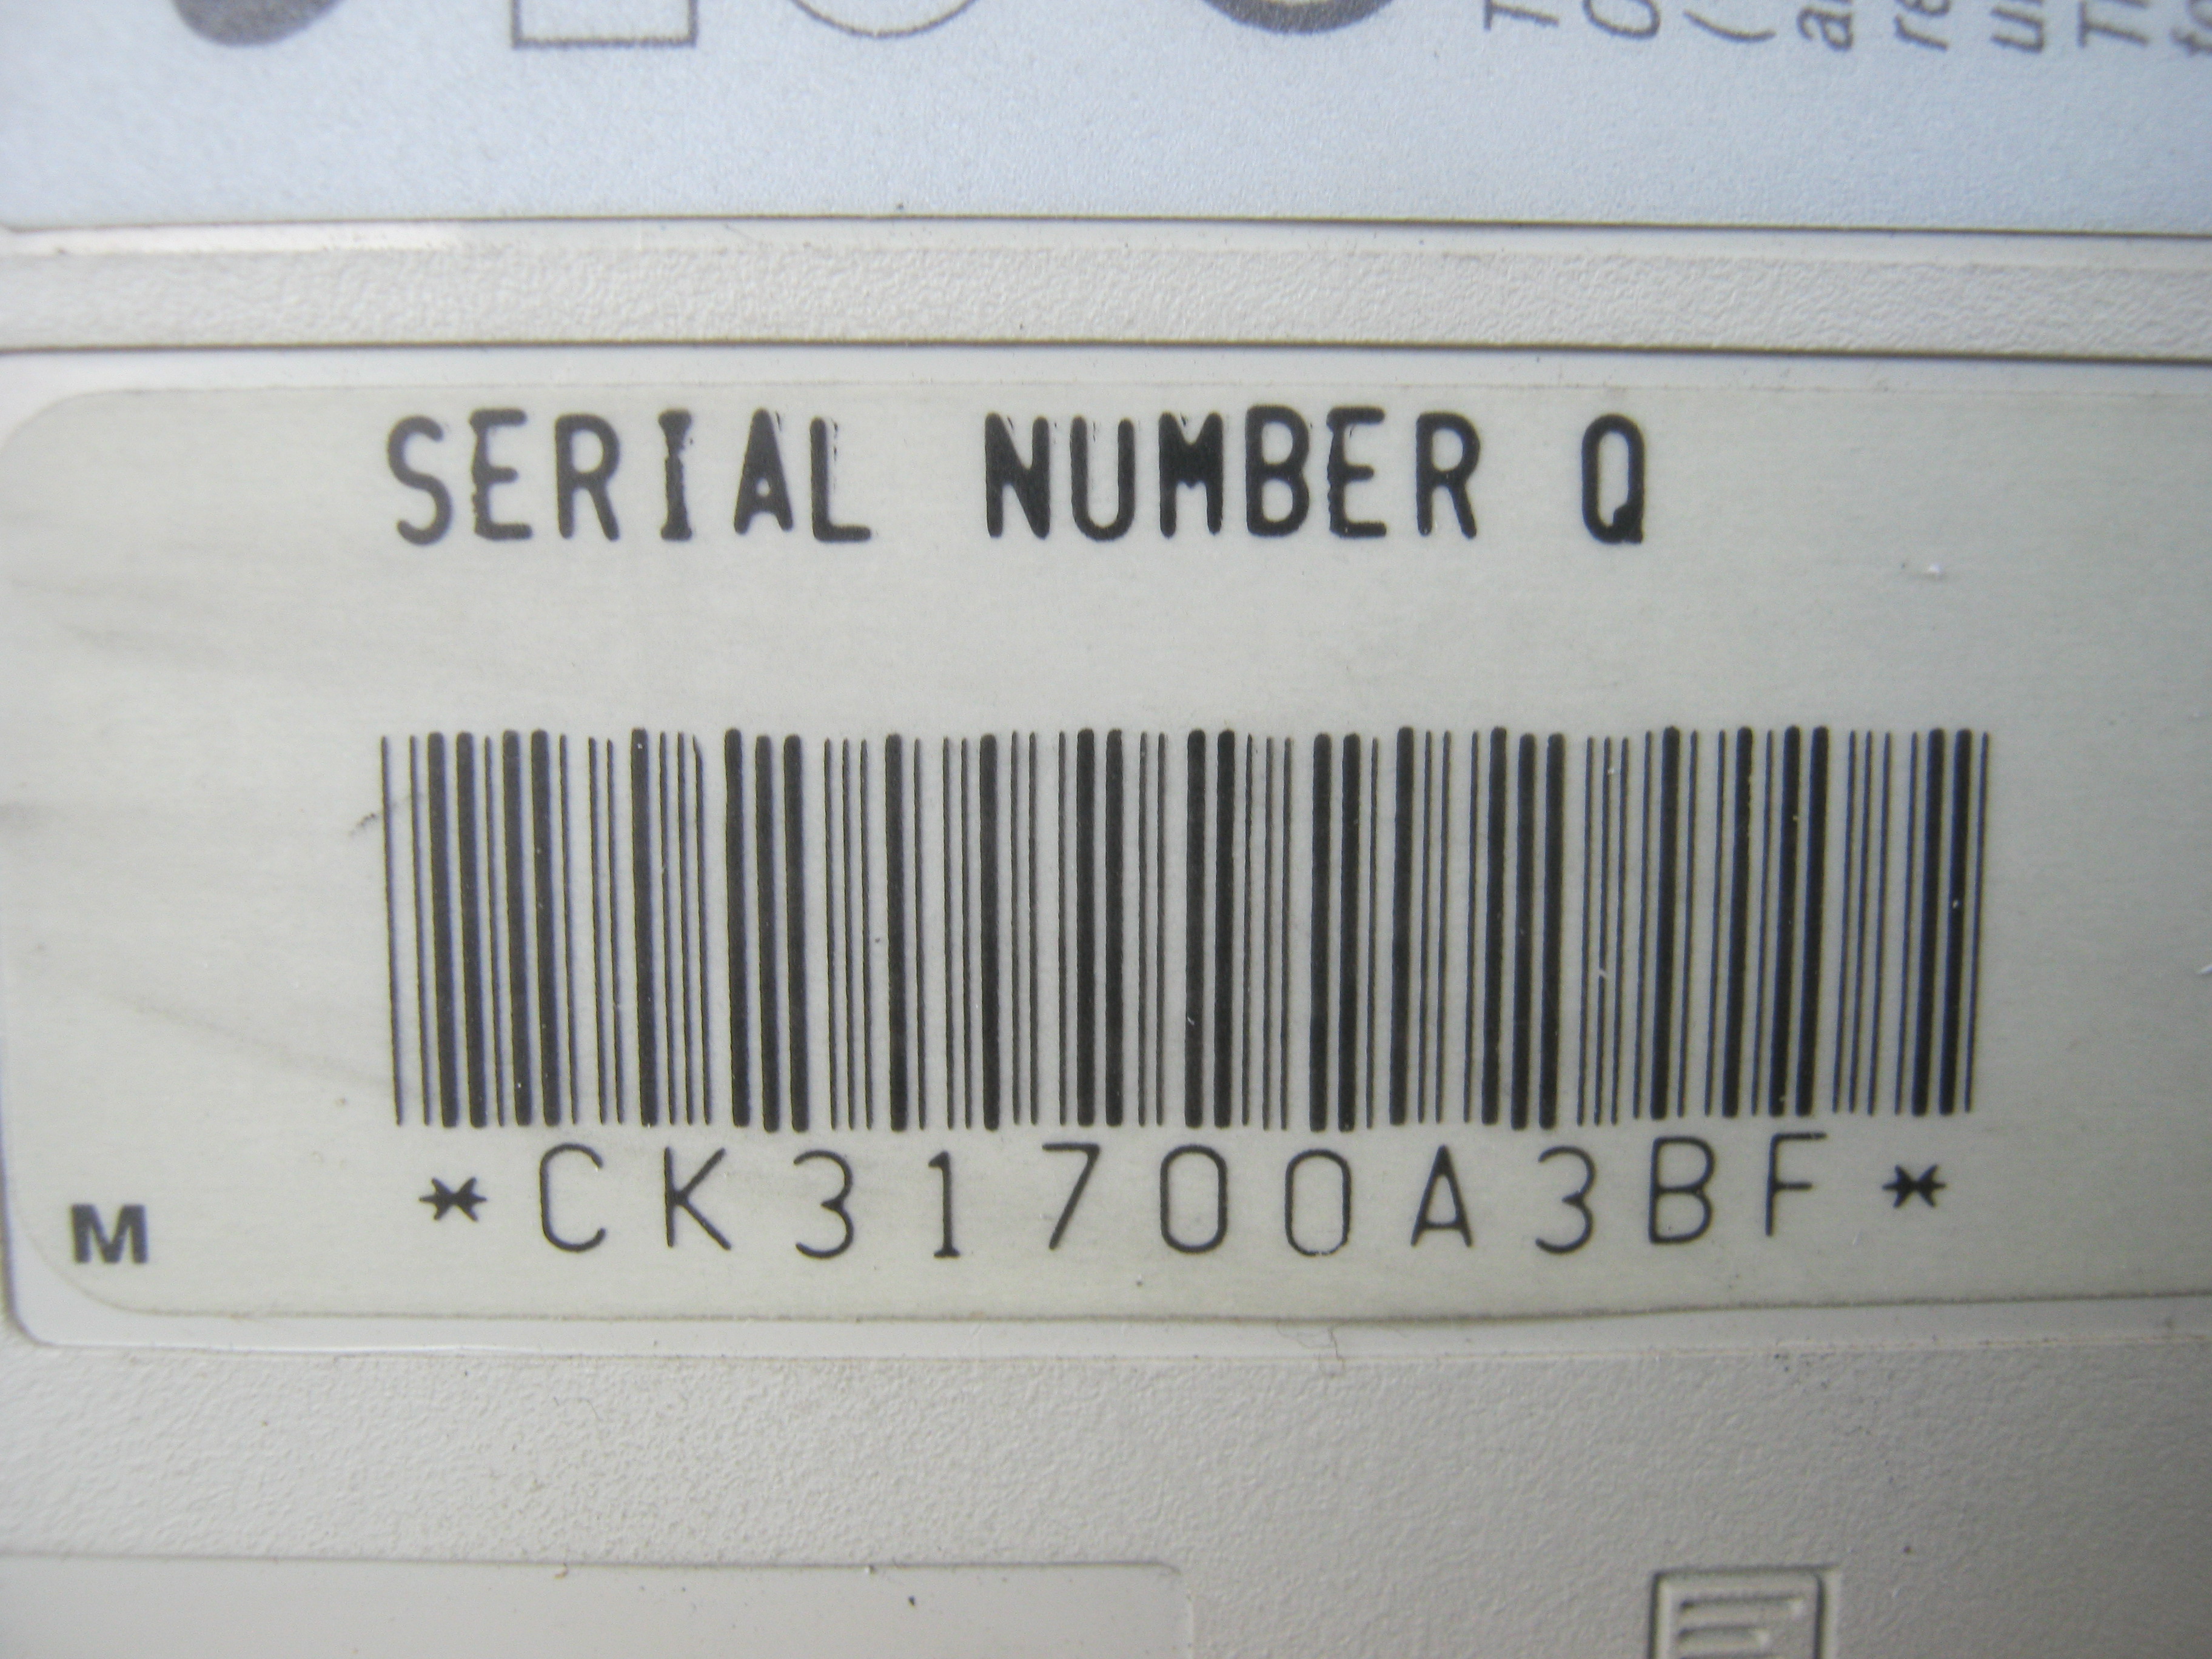 SERIAL NUMBER Q
*CK31700A3BF*
M